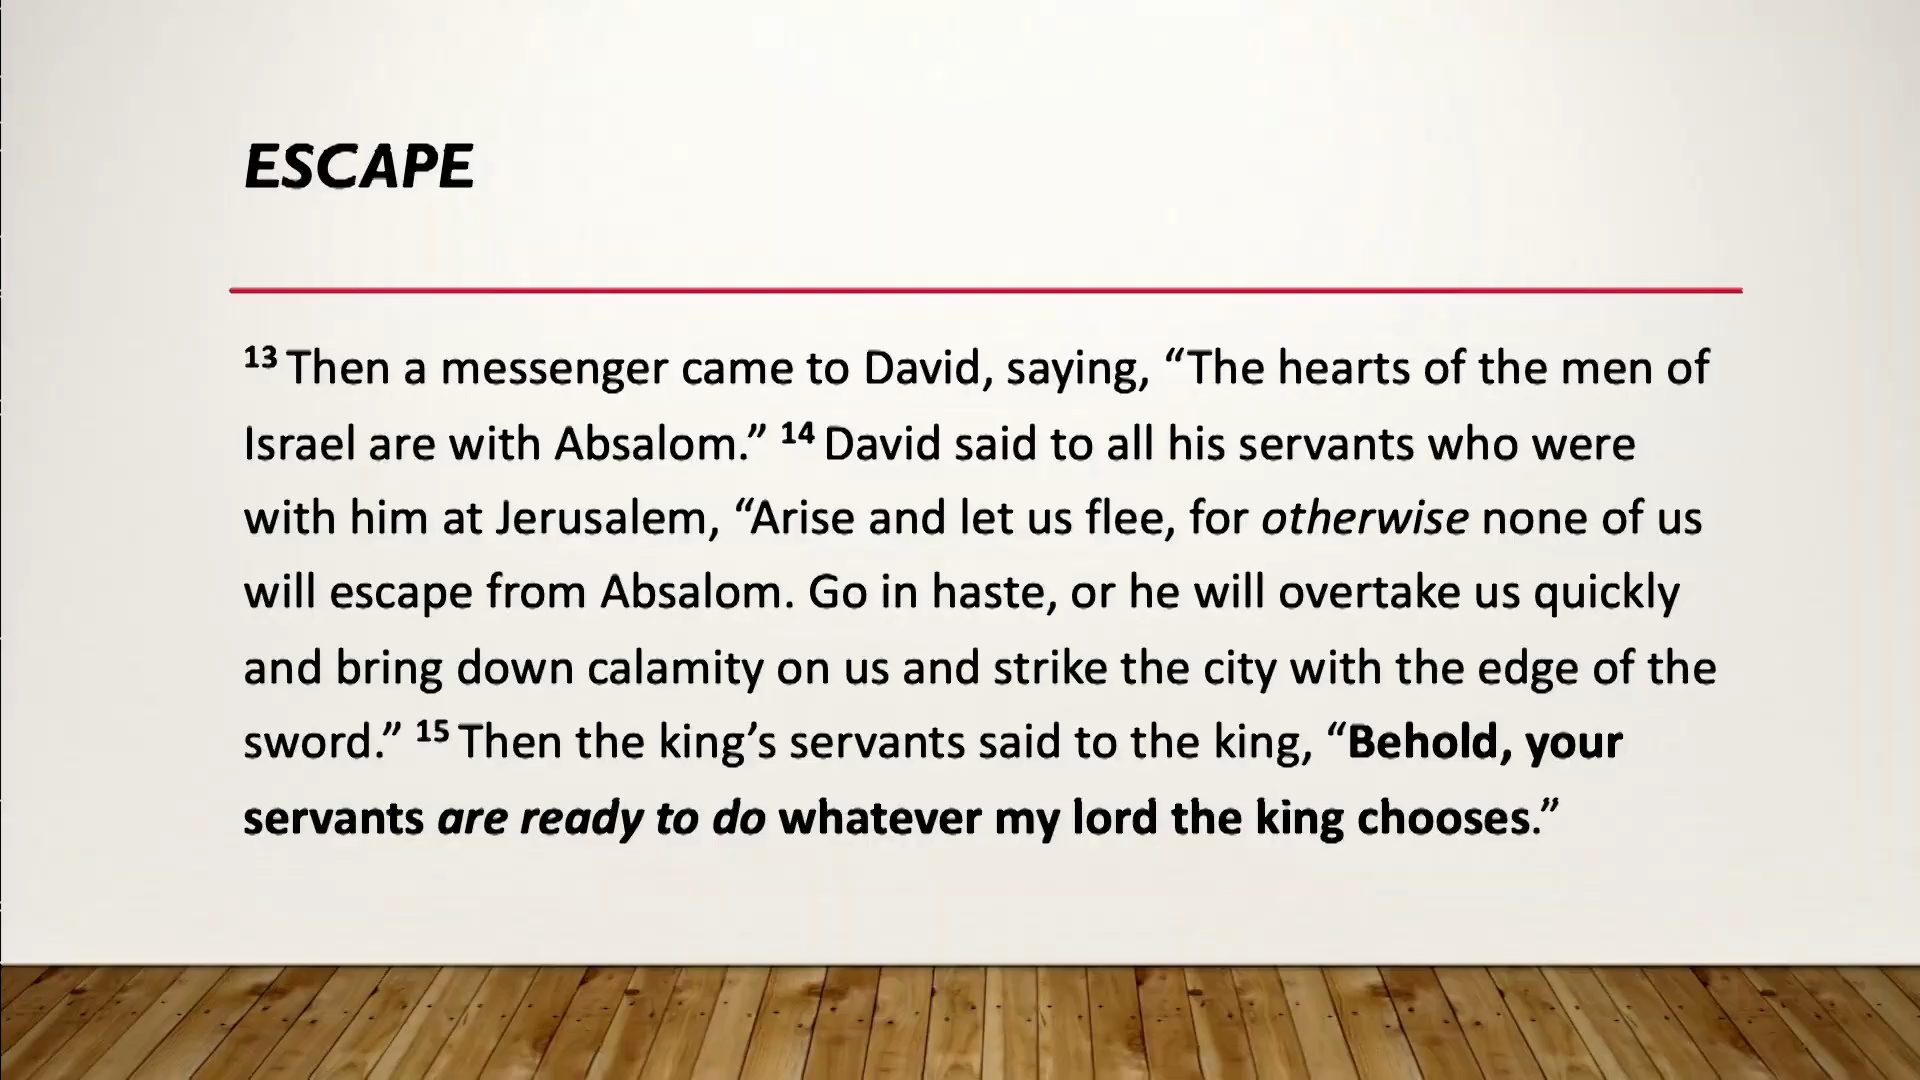 ESCAPE
13 Then a messenger came to David, saying, “The hearts of the men of
Israel are with Absalom.” 14 David said to all his servants who were
with him at Jerusalem, “Arise and let us flee, for otherwise none of us
will escape from Absalom. Go in haste, or he will overtake us quickly
and bring down calamity on us and strike the city with the edge of the
sword.” 15 Then the king’s servants said to the king, “Behold, your
servants are ready to do whatever my lord the king chooses.”